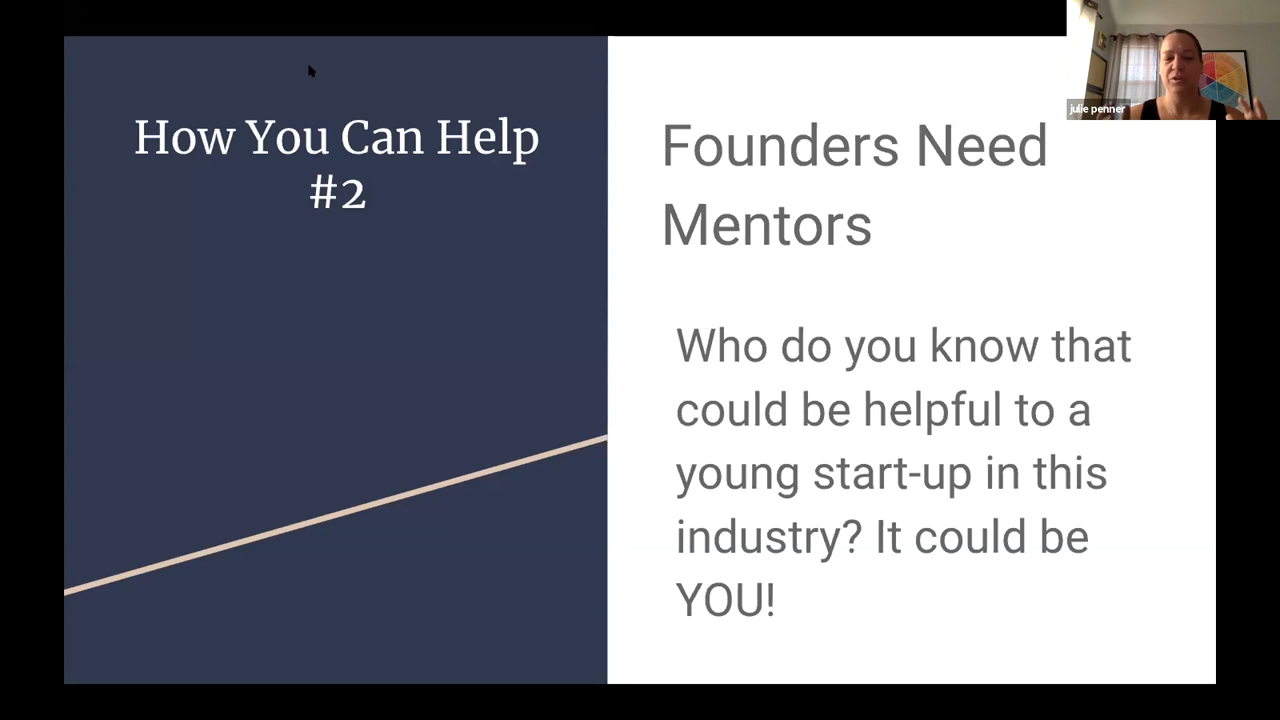 How You Can Help
#2
Founders Need
Mentors
Who do you know that
could be helpful to a
young start-up in this
industry? It could be
YOU!
julie penner